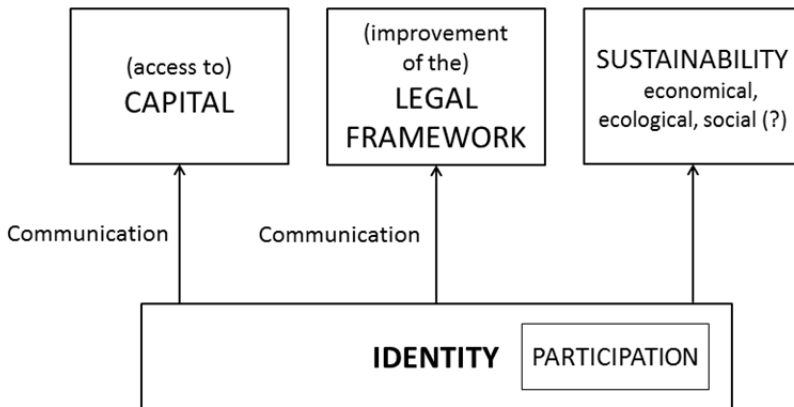 (access to)
CAPITAL
(improvement
of the)
LEGAL
FRAMEWORK
SUSTAINABILITY
economical,
ecological, social (?)
Communication
Communication
IDENTITY
PARTICIPATION